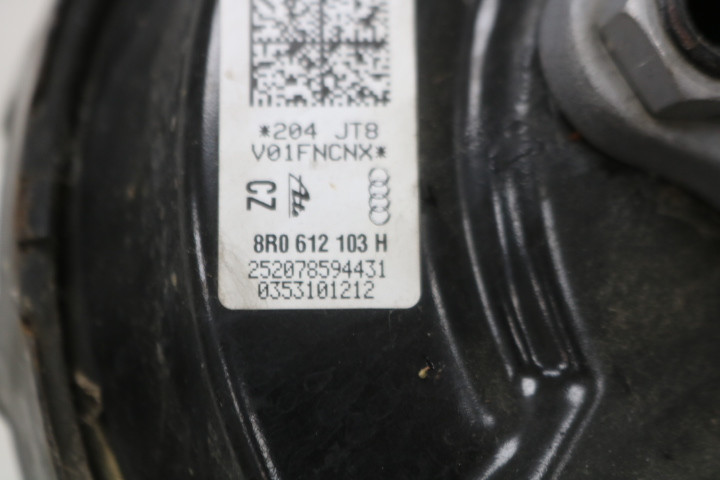 *204 JT8
V01FNCNX*
CZ
8R0 612 103 H
252078594431
0353101212